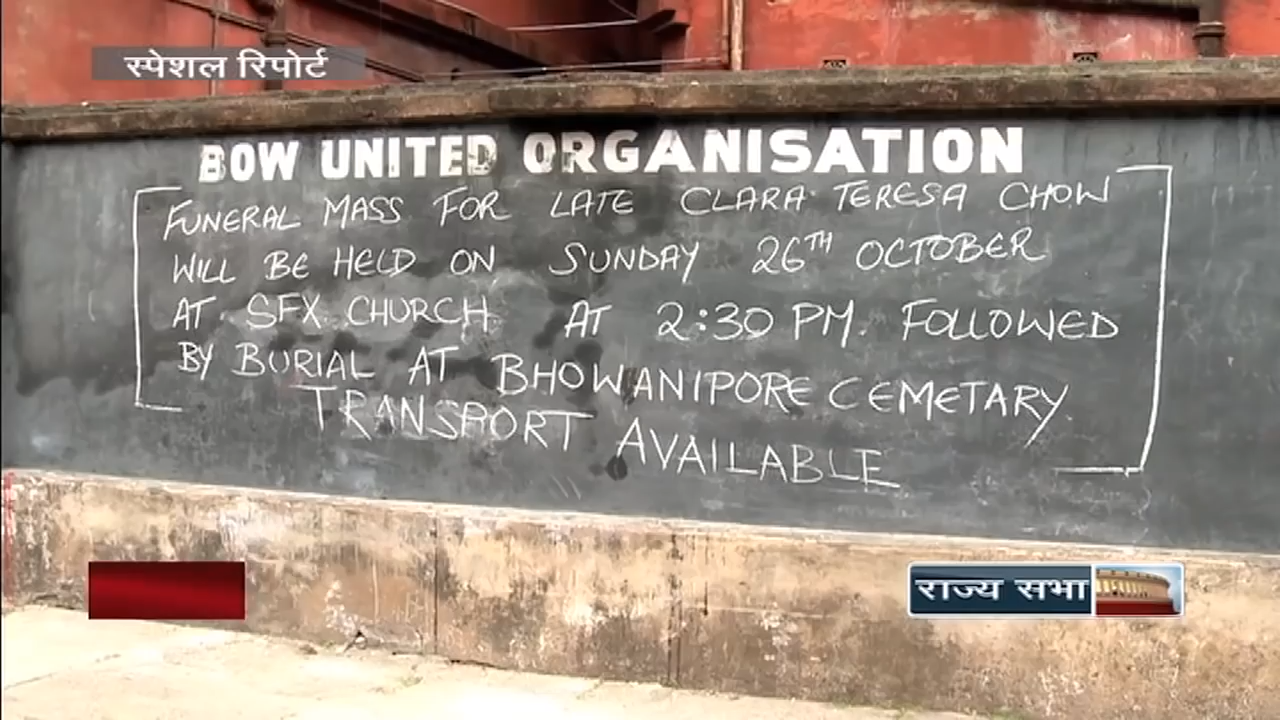 स्पेशल रिपोर्ट
BOW UNITED ORGANISATION
FUNERAL MASS FOR LATE CLARA TERESA CHOW
WILL BE HELD ON SUNDAY 26TH OCTOBER
AT SFX CHURCH AT 2:30 PM. FOLLOWED
BY BURIAL AT BHOWANIPORE CEMETARY
TRANSPORT AVAILABLE
राज्य सभा